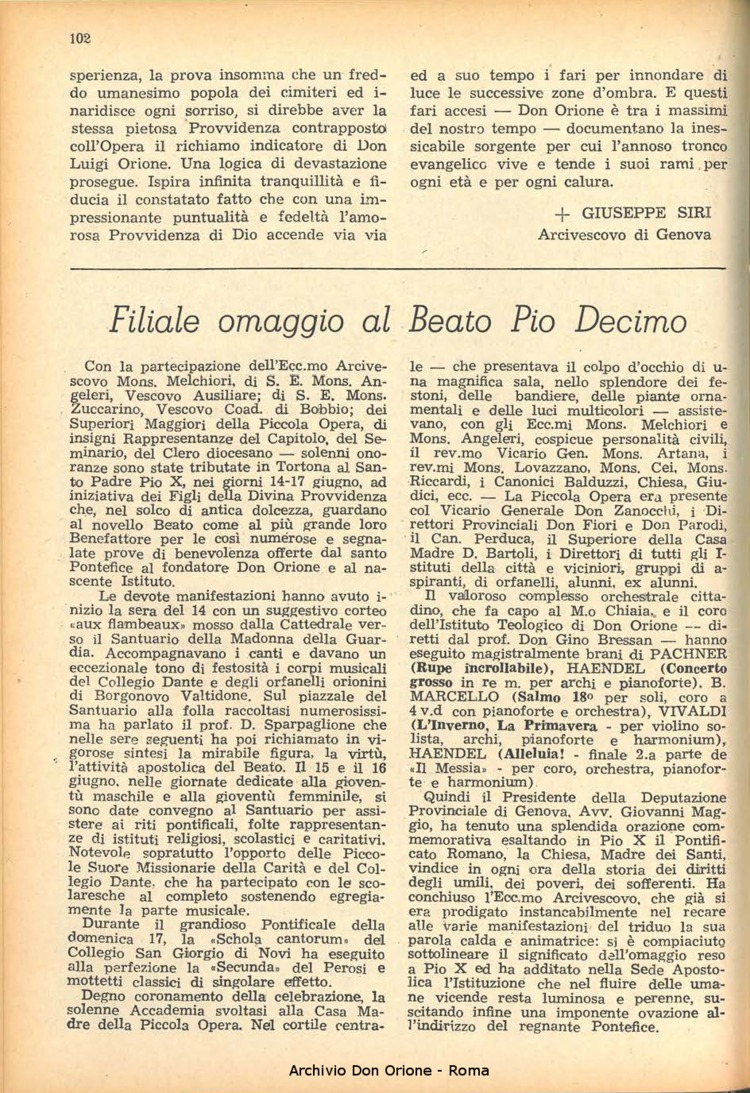 102
sperienza, la prova insomma che un fred-
do umanesimo popola dei cimiteri ed i-
naridisce ogni sorriso, si direbbe aver la
stessa pietosa Provvidenza contrapposto
coll'Opera il richiamo indicatore di Don
Luigi Orione. Una logica di devastazione
prosegue. Ispira infinita tranquillità e fi-
ducia il constatato fatto che con una im-
pressionante puntualità e fedeltà l'amo-
rosa Provvidenza di Dio accende via via
ed a suo tempo i fari per innondare di
luce le successive zone d'ombra. E questi
fari accesi — Don Orione è tra i massimi
del nostro tempo — documentano la ines-
sicabile sorgente per cui l'annoso tronco
evangelico vive e tende i suoi rami per
ogni età e per ogni calura.
+ GIUSEPPE SIRI
Arcivescovo di Genova
Filiale omaggio al Beato Pio Decimo
Con la partecipazione dell'Ecc.mo Arcive-
scovo Mons. Melchiori, di S. E. Mons. An-
geleri, Vescovo Ausiliare; di S. E. Mons.
Zuccarino, Vescovo Coad. di Bobbio; dei
Superiori Maggiori della Piccola Opera, di
insigni Rappresentanze del Capitolo, del Se-
minario, del Clero diocesano — solenni ono-
ranze sono state tributate in Tortona al San-
to Padre Pio X, nei giorni 14-17 giugno, ad
iniziativa dei Figli della Divina Provvidenza
che, nel solco di antica dolcezza, guardano
al novello Beato come al più grande loro
Benefattore per le così numerose e segna-
late prove di benevolenza offerte dal santo
Pontefice al fondatore Don Orione e al na-
scente Istituto.
Le devote manifestazioni hanno avuto i-
nizio la sera del 14 con un suggestivo corteo
«aux flambeaux» mosso dalla Cattedrale ver-
so il Santuario della Madonna della Guar-
dia. Accompagnavano i canti e davano un
eccezionale tono di festosità i corpi musicali
del Collegio Dante e degli orfanelli orionini
di Borgonovo Valtidone. Sul piazzale del
Santuario alla folla raccoltasi numerosissi-
ma ha parlato il prof. D. Sparpaglione che
nelle sere seguenti ha poi richiamato in vi-
gorose sintesi la mirabile figura, la virtù,
l'attività apostolica del Beato. Il 15 e il 16
giugno, nelle giornate dedicate alla gioven-
tù maschile e alla gioventù femminile, si
sono date convegno al Santuario per assi-
stere ai riti pontificali, folte rappresentan-
ze di istituti religiosi, scolastici e caritativi.
Notevole sopratutto l'opporto delle Picco-
le Suore Missionarie della Carità e del Col-
legio Dante, che ha partecipato con le sco-
laresche al completo sostenendo egregia-
mente la parte musicale.
Durante il grandioso Pontificale della
domenica 17, la «Schola cantorum» del
Collegio San Giorgio di Novi ha eseguito
alla perfezione la «Secunda» del Perosi e
mottetti classici di singolare effetto.
Degno coronamento della celebrazione, la
solenne Accademia svoltasi alla Casa Ma-
dre della Piccola Opera. Nel cortile centra-
le — che presentava il colpo d'occhio di u-
na magnifica sala, nello splendore dei fe-
stoni, delle bandiere, delle piante orna-
mentali e delle luci multicolori — assiste-
vano, con gli Ecc.mi Mons. Melchiori e
Mons. Angeleri, cospicue personalità civili,
il rev.mo Vicario Gen. Mons. Artana, i
rev.mi Mons. Lovazzano, Mons. Cei, Mons.
Riccardi, i Canonici Balduzzi, Chiesa, Giu-
dici, ecc. — La Piccola Opera era presente
col Vicario Generale Don Zanocchi, i Di-
rettori Provinciali Don Fiori e Don Parodi,
il Can. Perduca, il Superiore della Casa
Madre D. Bartoli, i Direttori di tutti gli I-
stituti della città e viciniori, gruppi di a-
spiranti, di orfanelli, alunni, ex alunni.
Il valoroso complesso orchestrale citta-
dino, che fa capo al M.o Chiaia, e il coro
dell'Istituto Teologico di Don Orione — di-
retti dal prof. Don Gino Bressan — hanno
eseguito magistralmente brani di PACHNER
(Rupe incrollabile), HAENDEL (Concerto
grosso in re m. per archi e pianoforte), B.
MARCELLO (Salmo 18º per soli, coro a
4 v.d con pianoforte e orchestra), VIVALDI
(L'Inverno, La Primavera - per violino so-
lista, archi, pianoforte e harmonium),
HAENDEL (Alleluia! - finale 2.a parte de
«Il Messia» - per coro, orchestra, pianofor-
te e harmonium).
Quindi il Presidente della Deputazione
Provinciale di Genova, Avv. Giovanni Mag-
gio, ha tenuto una splendida orazione com-
memorativa esaltando in Pio X il Pontifi-
cato Romano, la Chiesa, Madre dei Santi,
vindice in ogni ora della storia dei diritti
degli umili, dei poveri, dei sofferenti. Ha
conchiuso l'Ecc.mo Arcivescovo, che già si
era prodigato instancabilmente nel recare
alle varie manifestazioni del triduo la sua
parola calda e animatrice: si è compiaciuto
sottolineare il significato dell'omaggio reso
a Pio X ed ha additato nella Sede Aposto-
lica l'Istituzione che nel fluire delle uma-
ne vicende resta luminosa e perenne, su-
scitando infine una imponente ovazione al-
l'indirizzo del regnante Pontefice.
Archivio Don Orione - Roma